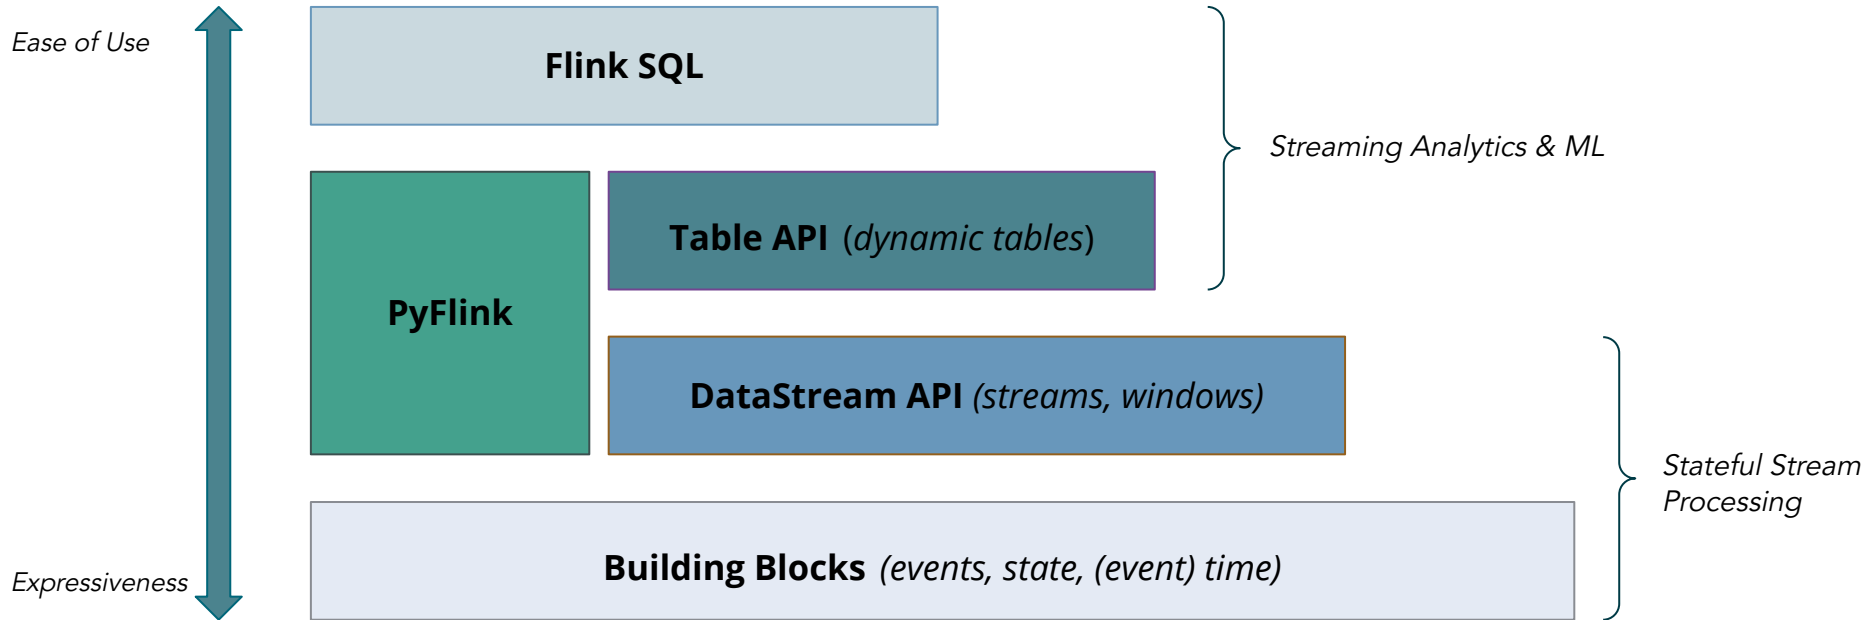 Ease of Use
Flink SQL
Streaming Analytics & ML
Table API (dynamic tables)
PyFlink
DataStream API (streams, windows)
Stateful Stream
Processing
Building Blocks (events, state, (event) time)
Expressiveness